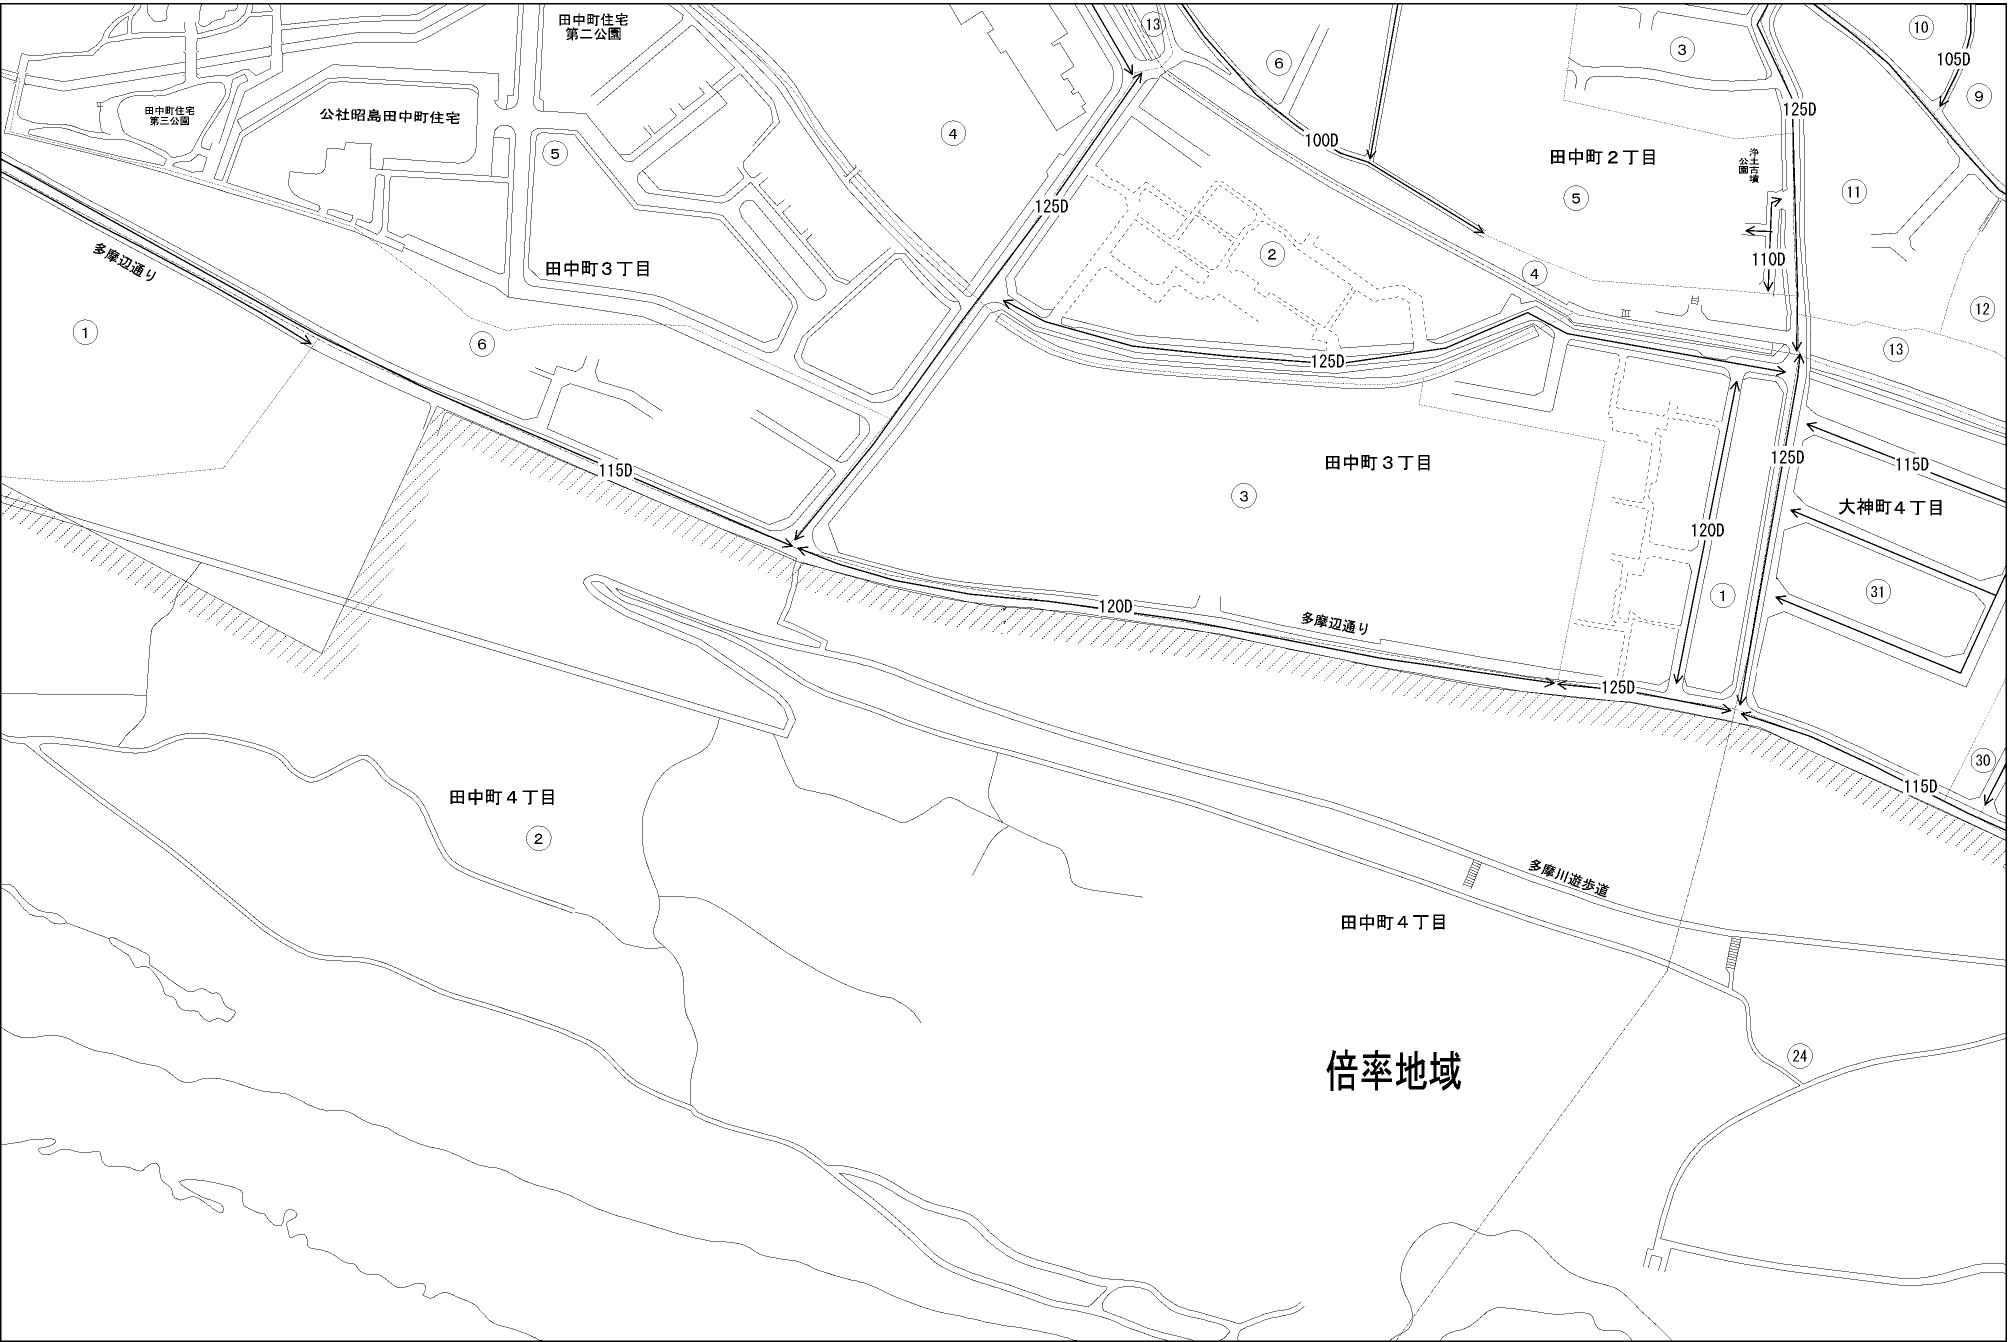 田中町住宅
第二公園
⑬
⑥
③
⑩
105D
⑨
田中町住宅
第三公園
公社昭島田中町住宅
⑤
④
100D
125D
田中町２丁目
浄土古墳
公園
⑤
⑪
125D
多摩辺通り
田中町３丁目
②
④
110D
⑫
①
⑥
125D
⑬
115D
田中町３丁目
③
125D
115D
大神町４丁目
120D
①
㉛
120D
多摩辺通り
125D
㉚
115D
田中町４丁目
②
多摩川遊歩道
田中町４丁目
倍率地域
㉔